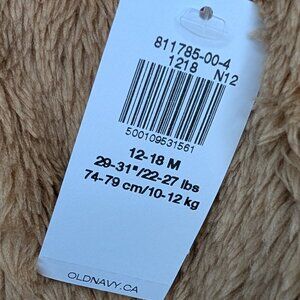 811785-00-4
1218 N12
500109531561
12-18 M
29-31"/22-27 lbs
74-79 cm/10-12 kg
OLDNAVY.CA